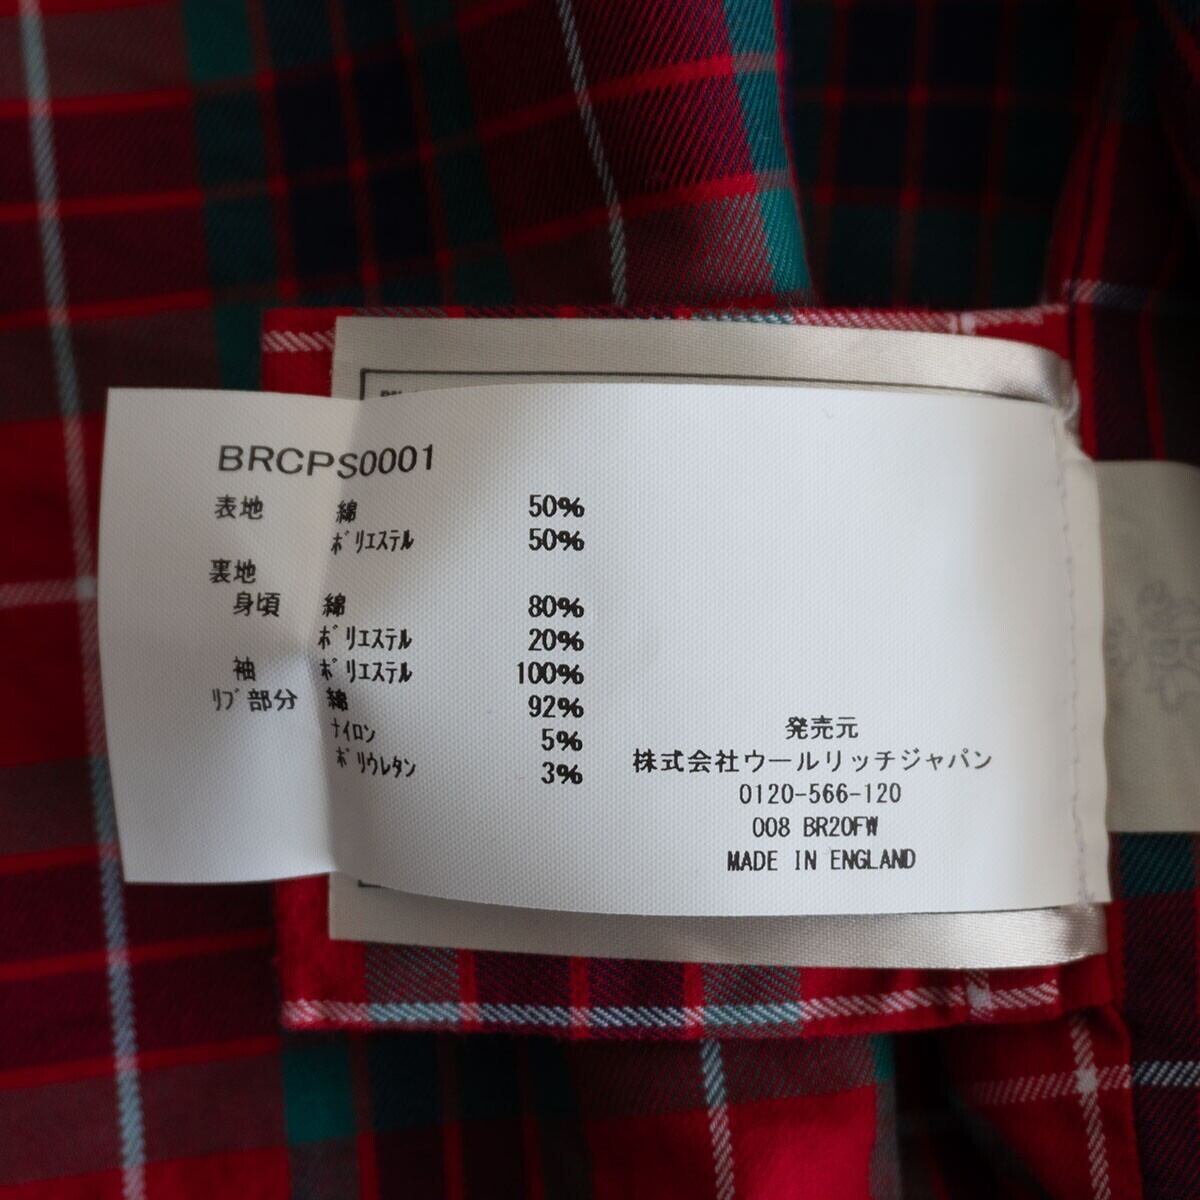 BRCPS0001
表地 綿 50%
ﾎﾟﾘｴｽﾃﾙ 50%
裏地
身頃 綿 80%
ﾎﾟﾘｴｽﾃﾙ 20%
袖 ﾎﾟﾘｴｽﾃﾙ 100%
ﾘﾌﾞ部分 綿 92%
ﾅｲﾛﾝ 5%
ﾎﾟﾘｳﾚﾀﾝ 3%
発売元
株式会社ウールリッチジャパン
0120-566-120
008 BR20FW
MADE IN ENGLAND